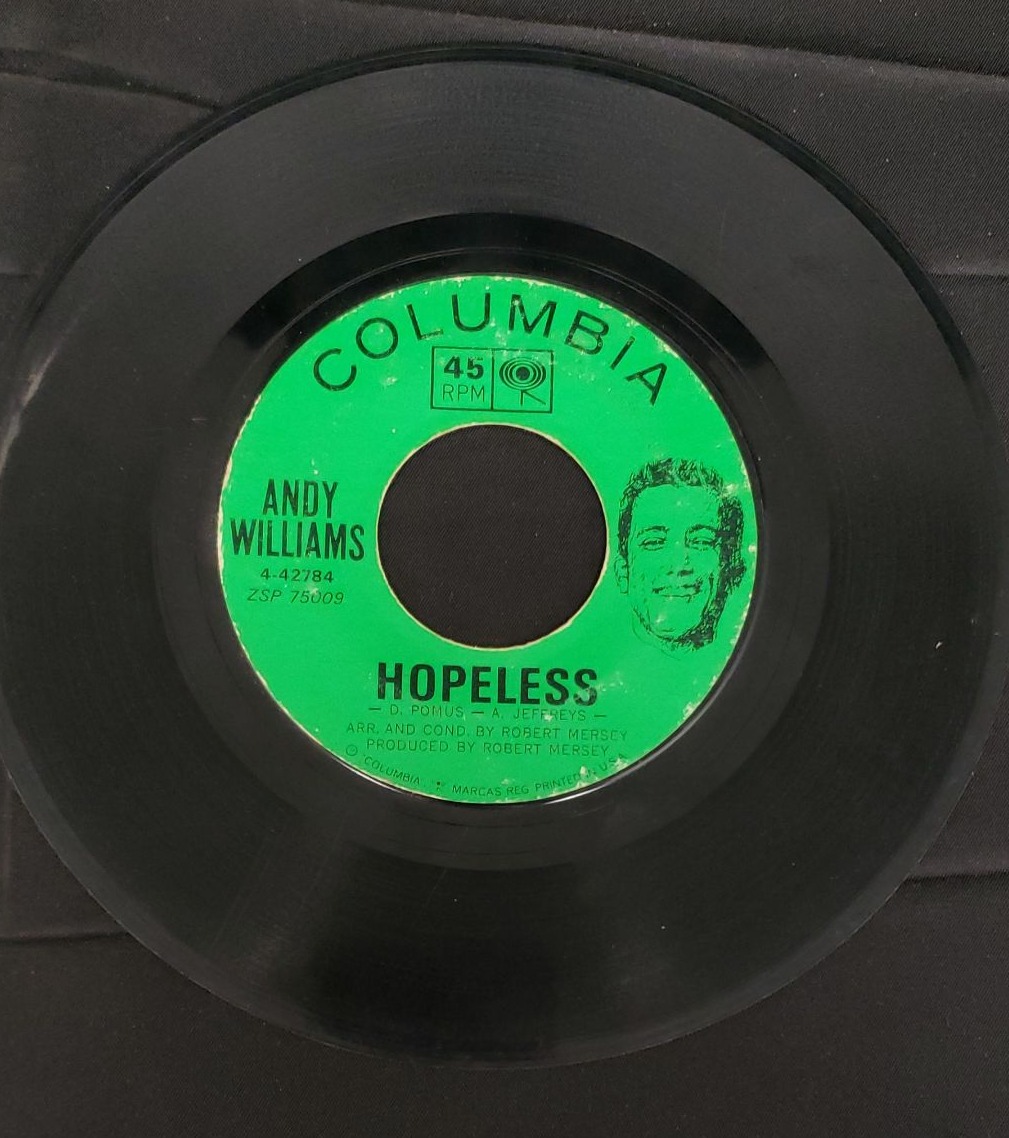 COLUMBIA
45
RPM
ANDY
WILLIAMS
4-42784
ZSP 75009
HOPELESS
— D. POMUS — A. JEFFREYS —
ARR. AND COND. BY ROBERT MERSEY
PRODUCED BY ROBERT MERSEY
COLUMBIA MARCAS REG PRINTED IN U.S.A.